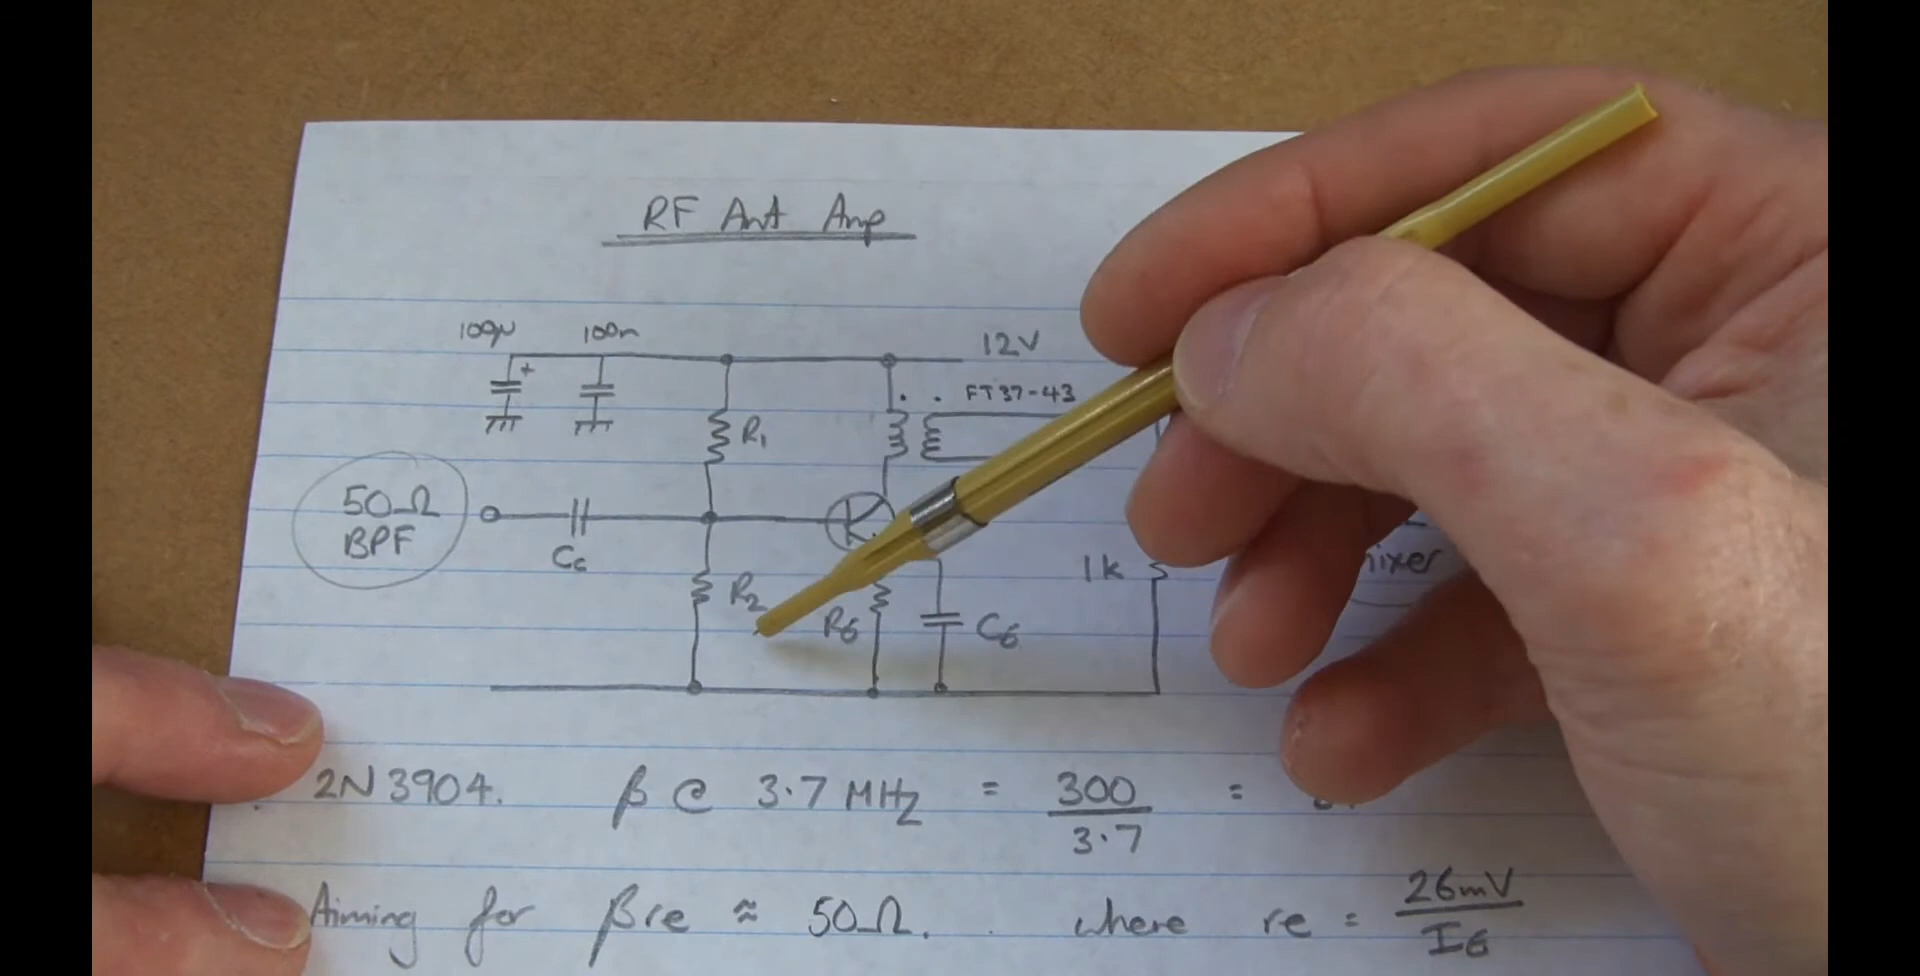 RF Ant Amp
100µ 100n 12V
FT37-43
R1
50Ω
BPF
Cc
R2 RE CE 1k mixer
2N3904. β @ 3.7 MHz = 300/3.7 =
Aiming for βre ≈ 50Ω. where re = 26mV/IE